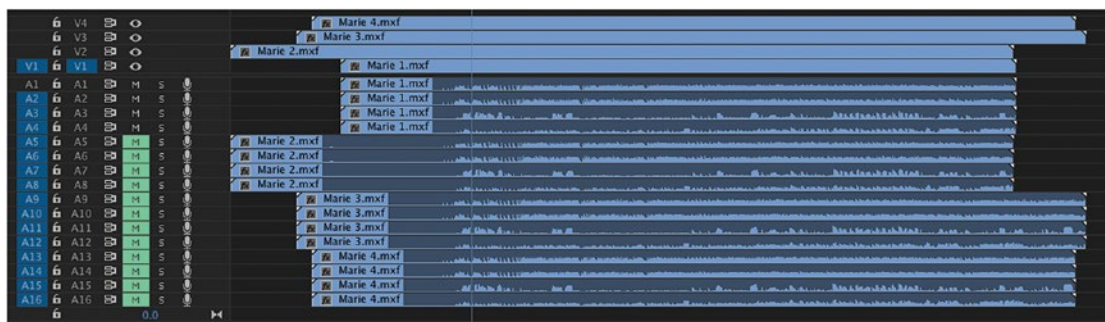 V4 Marie 4.mxf
V3 Marie 3.mxf
V2 Marie 2.mxf
V1 V1 Marie 1.mxf
A1 A1 M S Marie 1.mxf
A2 A2 M S Marie 1.mxf
A3 A3 M S Marie 1.mxf
A4 A4 M S Marie 1.mxf
A5 A5 M S Marie 2.mxf
A6 A6 M S Marie 2.mxf
A7 A7 M S Marie 2.mxf
A8 A8 M S Marie 2.mxf
A9 A9 M S Marie 3.mxf
A10 A10 M S Marie 3.mxf
A11 A11 M S Marie 3.mxf
A12 A12 M S Marie 3.mxf
A13 A13 M S Marie 4.mxf
A14 A14 M S Marie 4.mxf
A15 A15 M S Marie 4.mxf
A16 A16 M S Marie 4.mxf
0.0